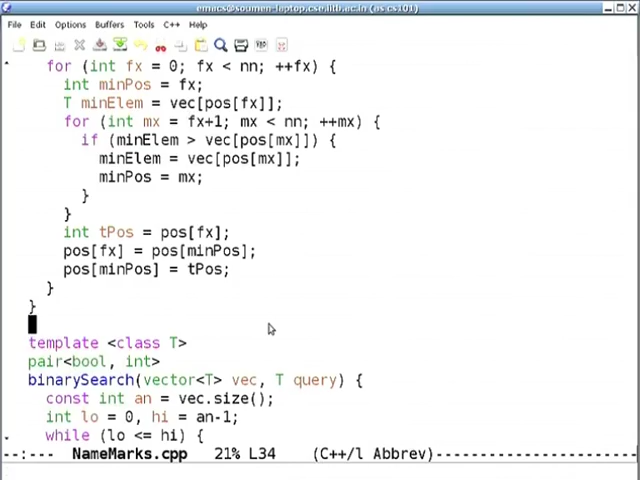 emacs@soumen-laptop.cse.iitb.ac.in (as cs101)
File Edit Options Buffers Tools C++ Help
for (int fx = 0; fx < nn; ++fx) {
int minPos = fx;
T minElem = vec[pos[fx]];
for (int mx = fx+1; mx < nn; ++mx) {
if (minElem > vec[pos[mx]]) {
minElem = vec[pos[mx]];
minPos = mx;
}
}
int tPos = pos[fx];
pos[fx] = pos[minPos];
pos[minPos] = tPos;
}
}
template <class T>
pair<bool, int>
binarySearch(vector<T> vec, T query) {
const int an = vec.size();
int lo = 0, hi = an-1;
while (lo <= hi) {
--:--- NameMarks.cpp 21% L34 (C++/l Abbrev)-----------------------